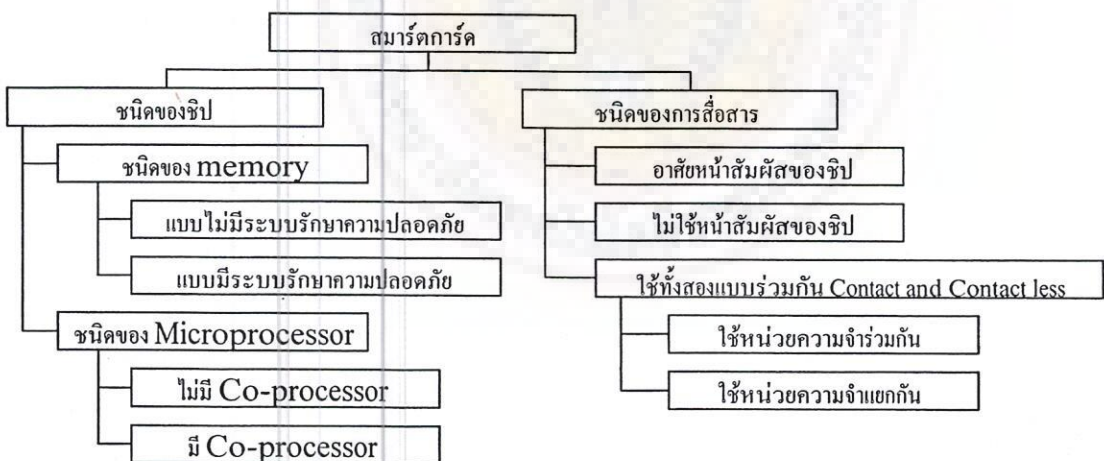 สมาร์ตการ์ด
ชนิดของชิป
ชนิดของ memory
แบบไม่มีระบบรักษาความปลอดภัย
แบบมีระบบรักษาความปลอดภัย
ชนิดของ Microprocessor
ไม่มี Co-processor
มี Co-processor
ชนิดของการสื่อสาร
อาศัยหน้าสัมผัสของชิป
ไม่ใช้หน้าสัมผัสของชิป
ใช้ทั้งสองแบบร่วมกัน Contact and Contact less
ใช้หน่วยความจำร่วมกัน
ใช้หน่วยความจำแยกกัน